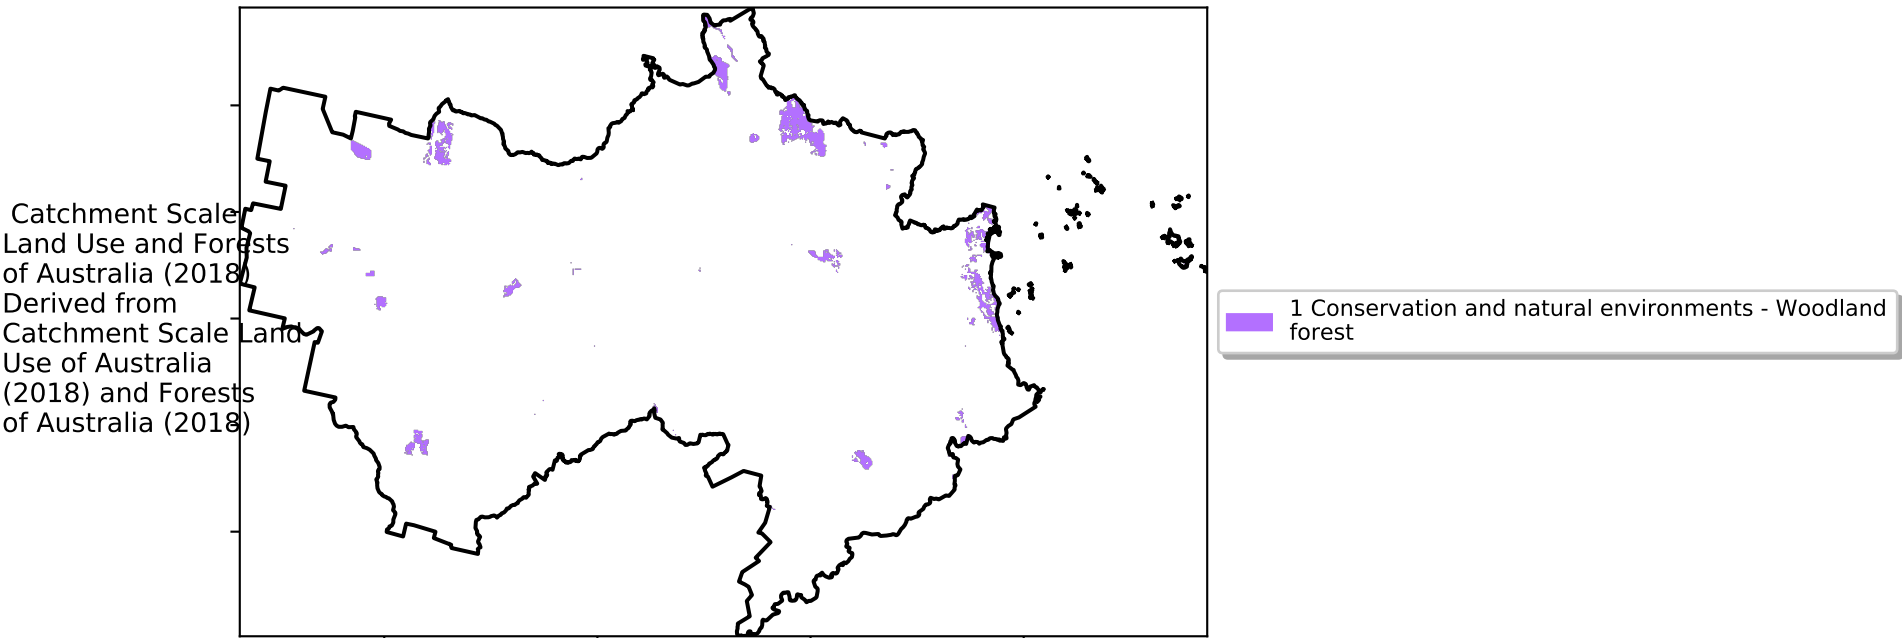 Catchment Scale
Land Use and Forests
of Australia (2018)
Derived from
Catchment Scale Land
Use of Australia
(2018) and Forests
of Australia (2018)
1 Conservation and natural environments - Woodland
forest